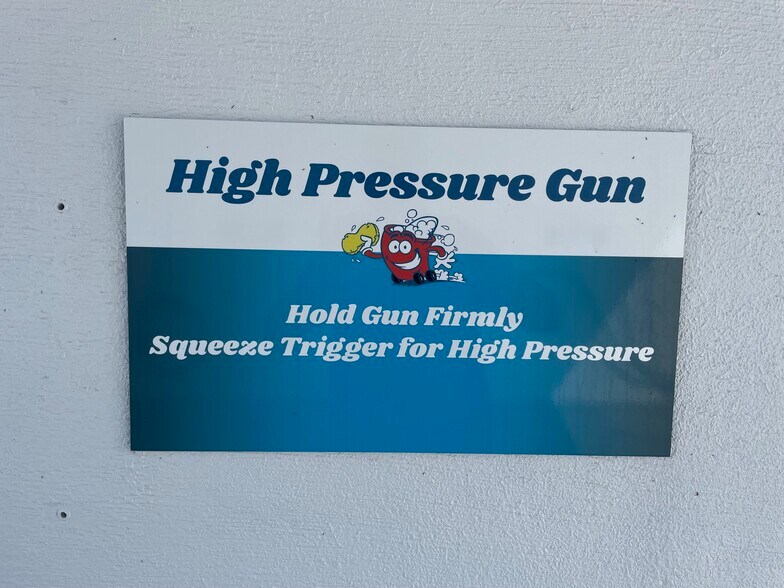 High Pressure Gun
Hold Gun Firmly
Squeeze Trigger for High Pressure